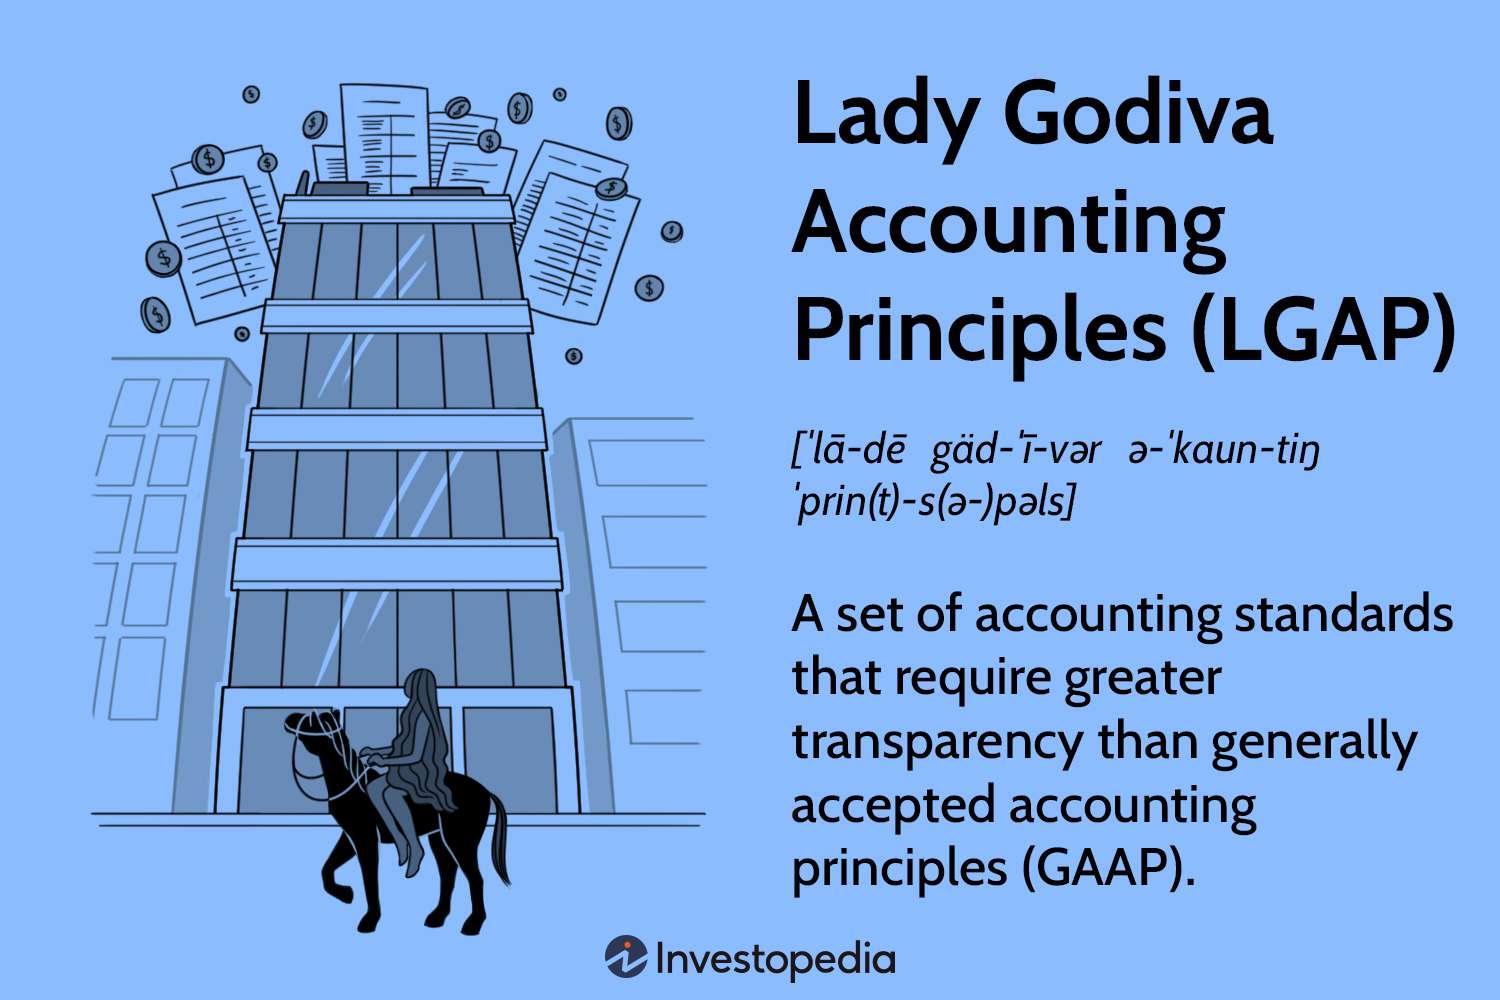 Lady Godiva
Accounting
Principles (LGAP)
[ˈlā-dē gäd-ˈī-vər ə-ˈkaun-tiŋ
ˈprin(t)-s(ə-)pəls]
A set of accounting standards
that require greater
transparency than generally
accepted accounting
principles (GAAP).
Investopedia